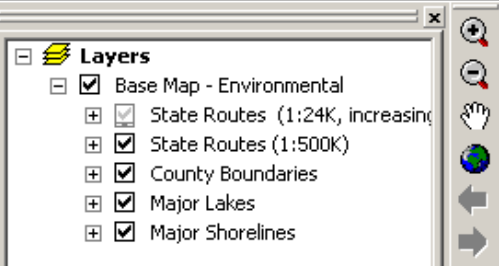 Layers
Base Map - Environmental
State Routes (1:24K, increasing
State Routes (1:500K)
County Boundaries
Major Lakes
Major Shorelines